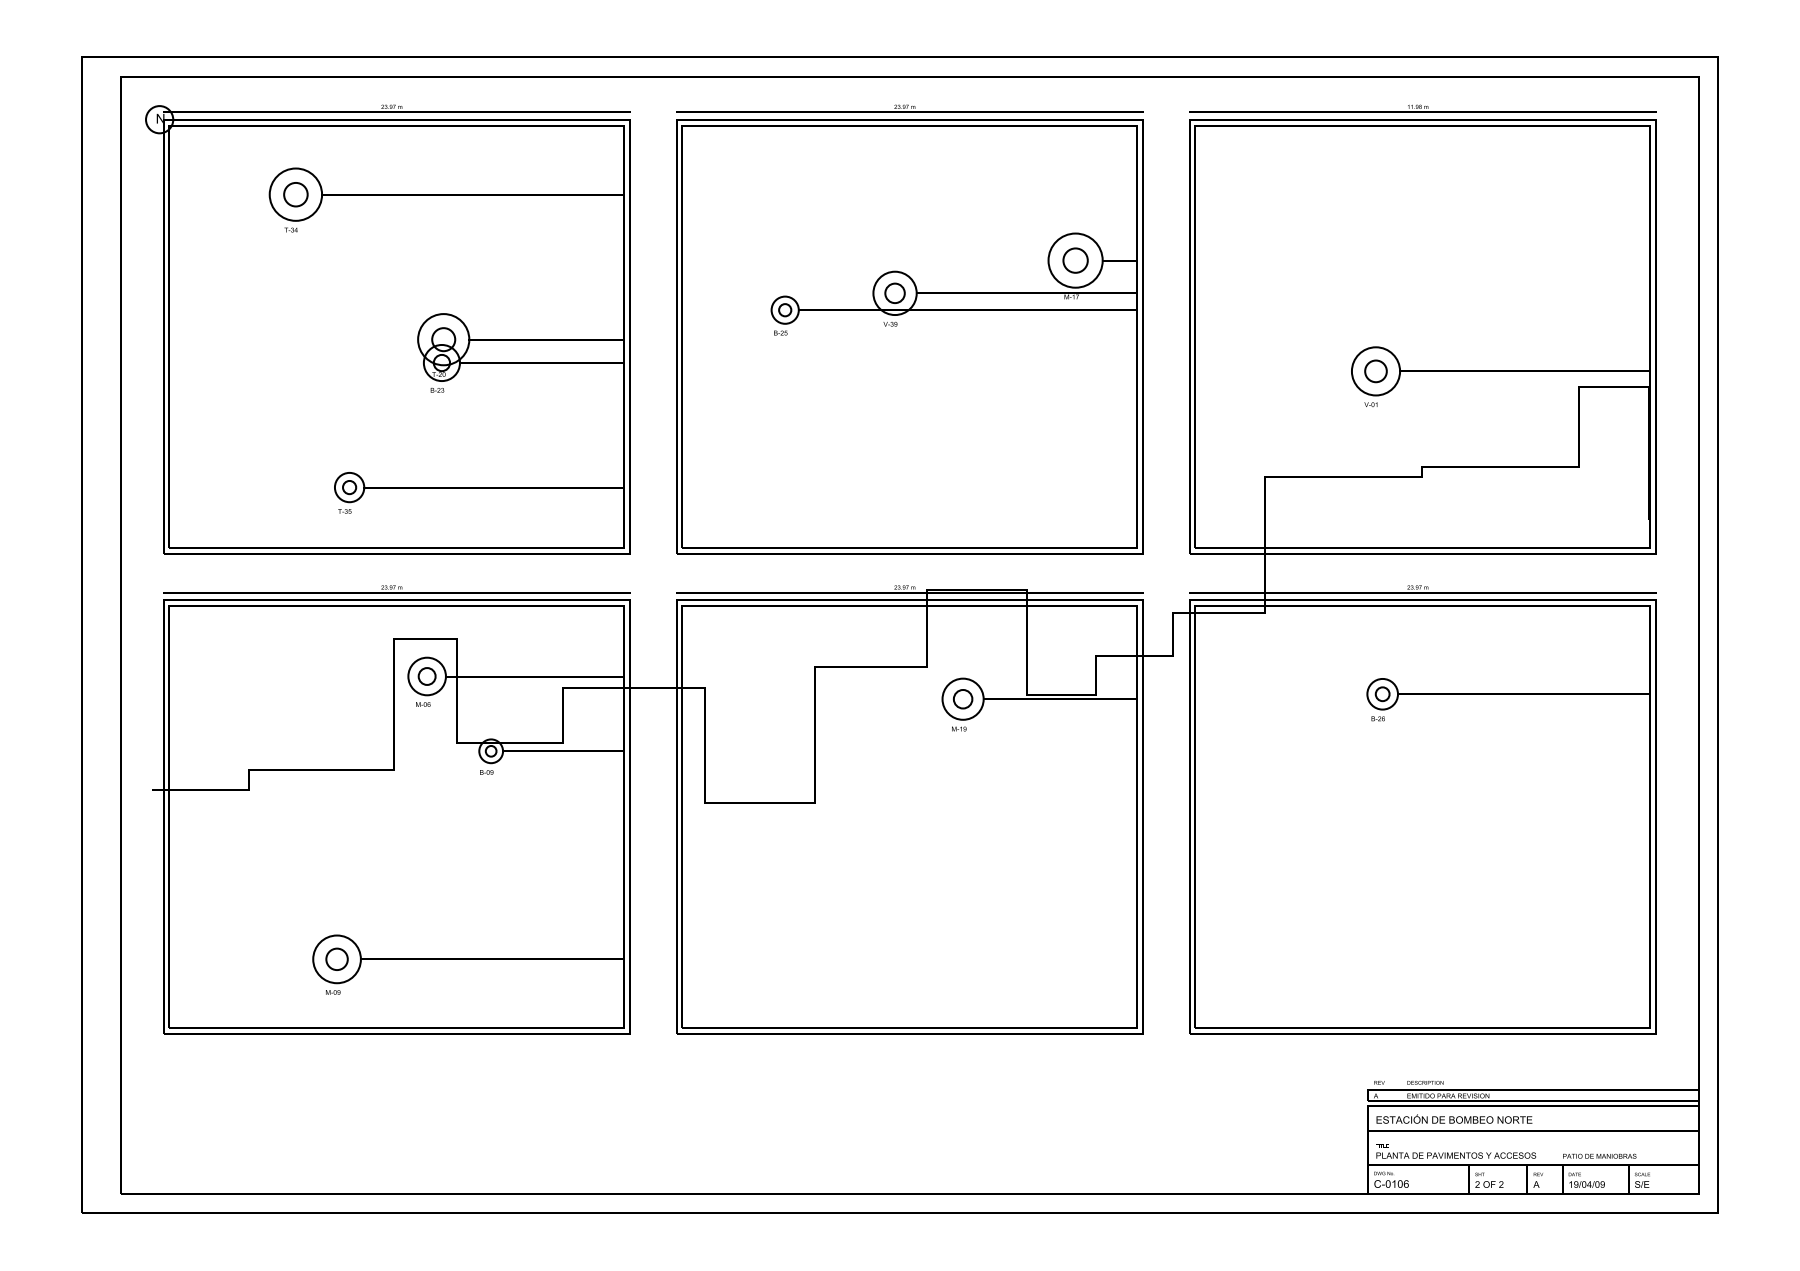 23.97 m
23.97 m
11.98 m
N
T-34
M-17
V-39
B-25
T-20
B-23
V-01
T-35
23.97 m
23.97 m
23.97 m
M-06
B-26
M-19
B-09
M-09
REV DESCRIPTION
A EMITIDO PARA REVISION
ESTACIÓN DE BOMBEO NORTE
TITLE
PLANTA DE PAVIMENTOS Y ACCESOS PATIO DE MANIOBRAS
DWG No. SHT REV DATE SCALE
C-0106 2 OF 2 A 19/04/09 S/E